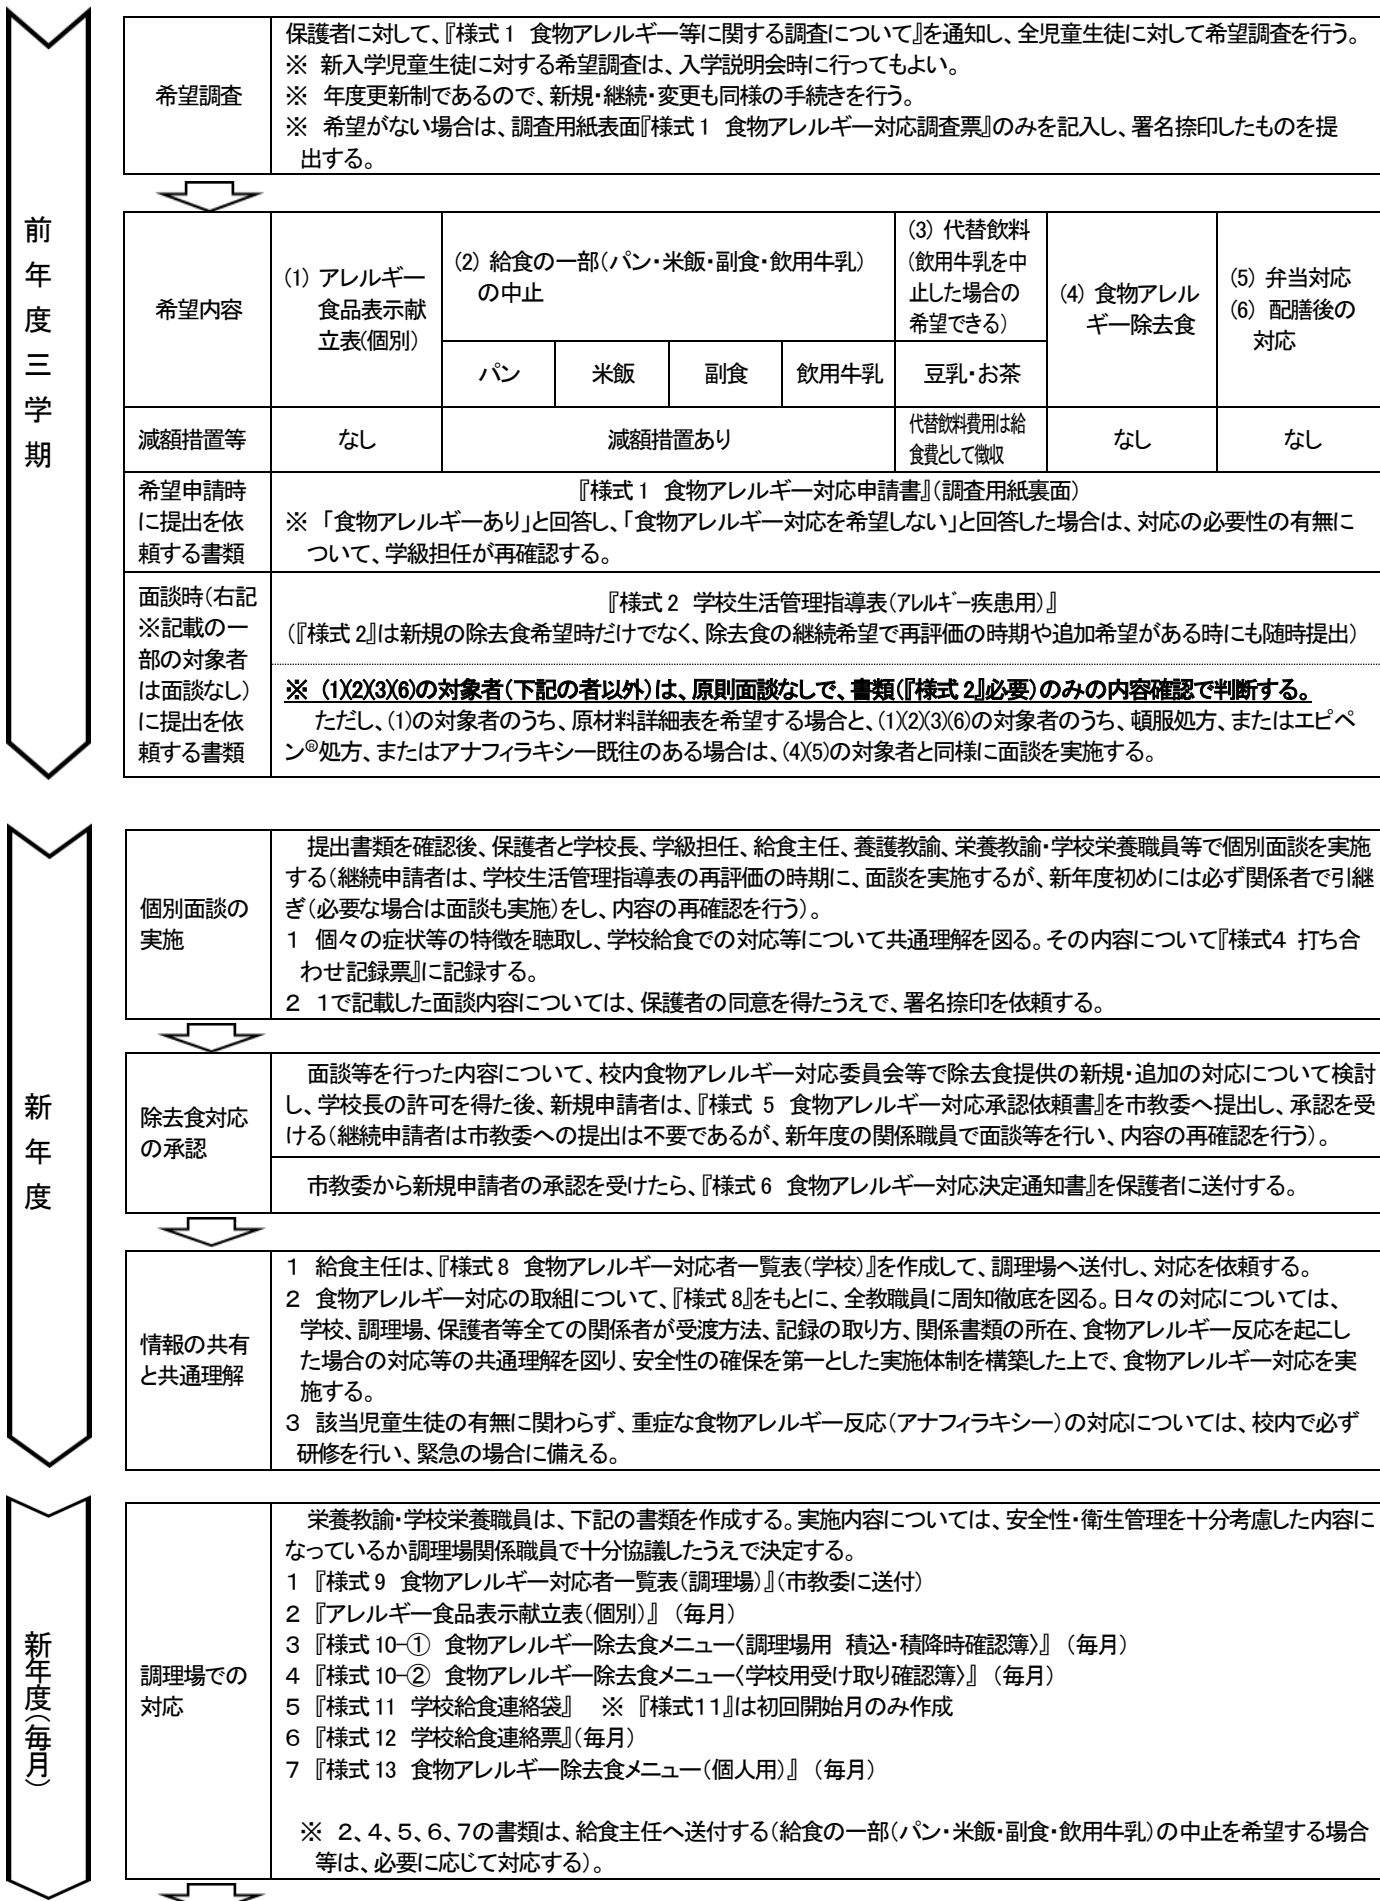 前年度三学期
希望調査
保護者に対して、『様式1 食物アレルギー等に関する調査について』を通知し、全児童生徒に対して希望調査を行う。
※ 新入学児童生徒に対する希望調査は、入学説明会時に行ってもよい。
※ 年度更新制であるので、新規・継続・変更も同様の手続きを行う。
※ 希望がない場合は、調査用紙表面『様式1 食物アレルギー対応調査票』のみを記入し、署名捺印したものを提
出する。
希望内容
(1) アレルギー
食品表示献
立表(個別)
(2) 給食の一部(パン・米飯・副食・飲用牛乳)
の中止
パン
米飯
副食
飲用牛乳
(3) 代替飲料
(飲用牛乳を中
止した場合の
希望できる)
豆乳・お茶
(4) 食物アレル
ギー除去食
(5) 弁当対応
(6) 配膳後の
対応
減額措置等
なし
減額措置あり
代替飲料費用は給
食費として徴収
なし
なし
希望申請時
に提出を依
頼する書類
『様式1 食物アレルギー対応申請書』(調査用紙裏面)
※ 「食物アレルギーあり」と回答し、「食物アレルギー対応を希望しない」と回答した場合は、対応の必要性の有無に
ついて、学級担任が再確認する。
面談時(右記
※記載の一
部の対象者
は面談なし)
に提出を依
頼する書類
『様式2 学校生活管理指導表(アレルギー疾患用)』
(『様式2』は新規の除去食希望時だけでなく、除去食の継続希望で再評価の時期や追加希望がある時にも随時提出)
※ (1)(2)(3)(6)の対象者(下記の者以外)は、原則面談なしで、書類(『様式2』必要)のみの内容確認で判断する。
ただし、(1)の対象者のうち、原材料詳細表を希望する場合と、(1)(2)(3)(6)の対象者のうち、頓服処方、またはエピペ
ン®処方、またはアナフィラキシー既往のある場合は、(4)(5)の対象者と同様に面談を実施する。
新年度
個別面談の
実施
提出書類を確認後、保護者と学校長、学級担任、給食主任、養護教諭、栄養教諭・学校栄養職員等で個別面談を実施
する(継続申請者は、学校生活管理指導表の再評価の時期に、面談を実施するが、新年度初めには必ず関係者で引継
ぎ(必要な場合は面談も実施)をし、内容の再確認を行う)。
1 個々の症状等の特徴を聴取し、学校給食での対応等について共通理解を図る。その内容について『様式4 打ち合
わせ記録票』に記録する。
2 1で記載した面談内容については、保護者の同意を得たうえで、署名捺印を依頼する。
除去食対応
の承認
面談等を行った内容について、校内食物アレルギー対応委員会等で除去食提供の新規・追加の対応について検討
し、学校長の許可を得た後、新規申請者は、『様式 5 食物アレルギー対応承認依頼書』を市教委へ提出し、承認を受
ける(継続申請者は市教委への提出は不要であるが、新年度の関係職員で面談等を行い、内容の再確認を行う)。
市教委から新規申請者の承認を受けたら、『様式6 食物アレルギー対応決定通知書』を保護者に送付する。
情報の共有
と共通理解
1 給食主任は、『様式8 食物アレルギー対応者一覧表(学校)』を作成して、調理場へ送付し、対応を依頼する。
2 食物アレルギー対応の取組について、『様式8』をもとに、全教職員に周知徹底を図る。日々の対応については、
学校、調理場、保護者等全ての関係者が受渡方法、記録の取り方、関係書類の所在、食物アレルギー反応を起こし
た場合の対応等の共通理解を図り、安全性の確保を第一とした実施体制を構築した上で、食物アレルギー対応を実
施する。
3 該当児童生徒の有無に関わらず、重症な食物アレルギー反応(アナフィラキシー)の対応については、校内で必ず
研修を行い、緊急の場合に備える。
新年度(毎月)
調理場での
対応
栄養教諭・学校栄養職員は、下記の書類を作成する。実施内容については、安全性・衛生管理を十分考慮した内容に
なっているか調理場関係職員で十分協議したうえで決定する。
1 『様式9 食物アレルギー対応者一覧表(調理場)』(市教委に送付)
2 『アレルギー食品表示献立表(個別)』 (毎月)
3 『様式10-① 食物アレルギー除去食メニュー〈調理場用 積込・積降時確認簿〉』 (毎月)
4 『様式10-② 食物アレルギー除去食メニュー〈学校用受け取り確認簿〉』 (毎月)
5 『様式11 学校給食連絡袋』 ※ 『様式11』は初回開始月のみ作成
6 『様式12 学校給食連絡票』(毎月)
7 『様式13 食物アレルギー除去食メニュー(個人用)』 (毎月)
※ 2、4、5、6、7の書類は、給食主任へ送付する(給食の一部(パン・米飯・副食・飲用牛乳)の中止を希望する場合
等は、必要に応じて対応する)。